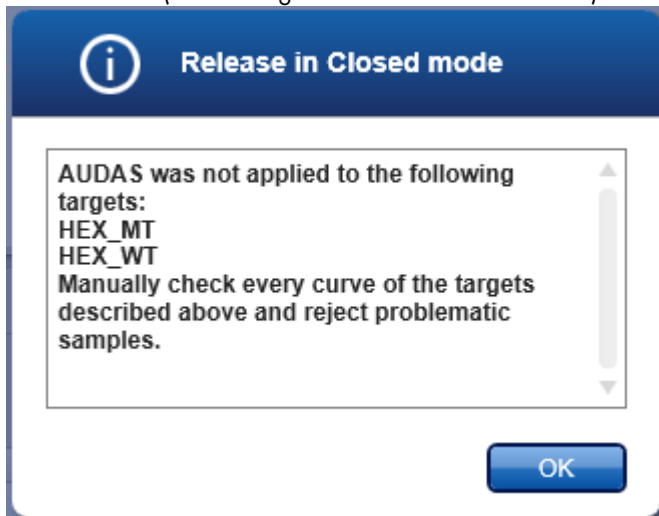 Release in Closed mode
AUDAS was not applied to the following
targets:
HEX_MT
HEX_WT
Manually check every curve of the targets
described above and reject problematic
samples.
OK